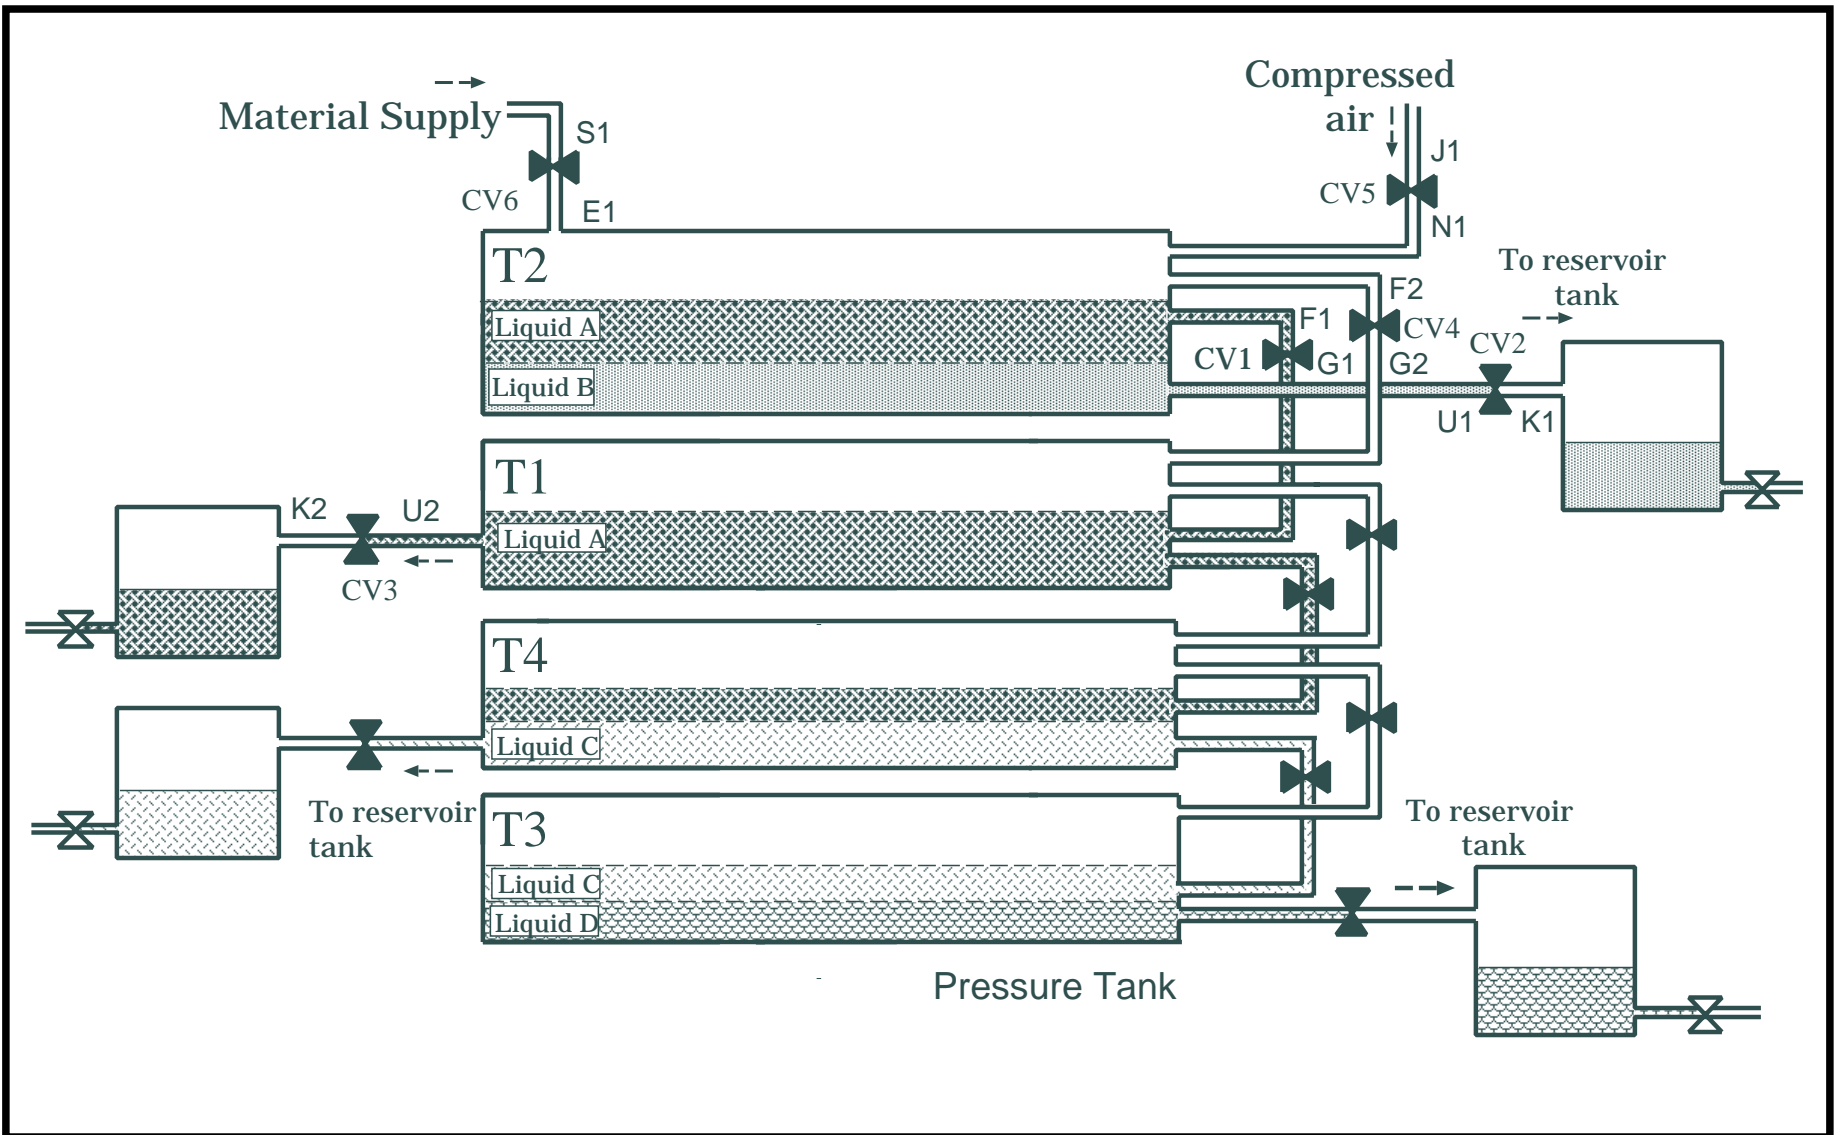 Compressed
air
Material Supply
S1
J1
CV6
CV5
E1
N1
T2
To reservoir
tank
F2
Liquid A
F1
CV4
CV2
CV1
G1
G2
Liquid B
U1
K1
T1
K2
U2
Liquid A
CV3
T4
Liquid C
To reservoir
tank
T3
To reservoir
tank
Liquid C
Liquid D
Pressure Tank